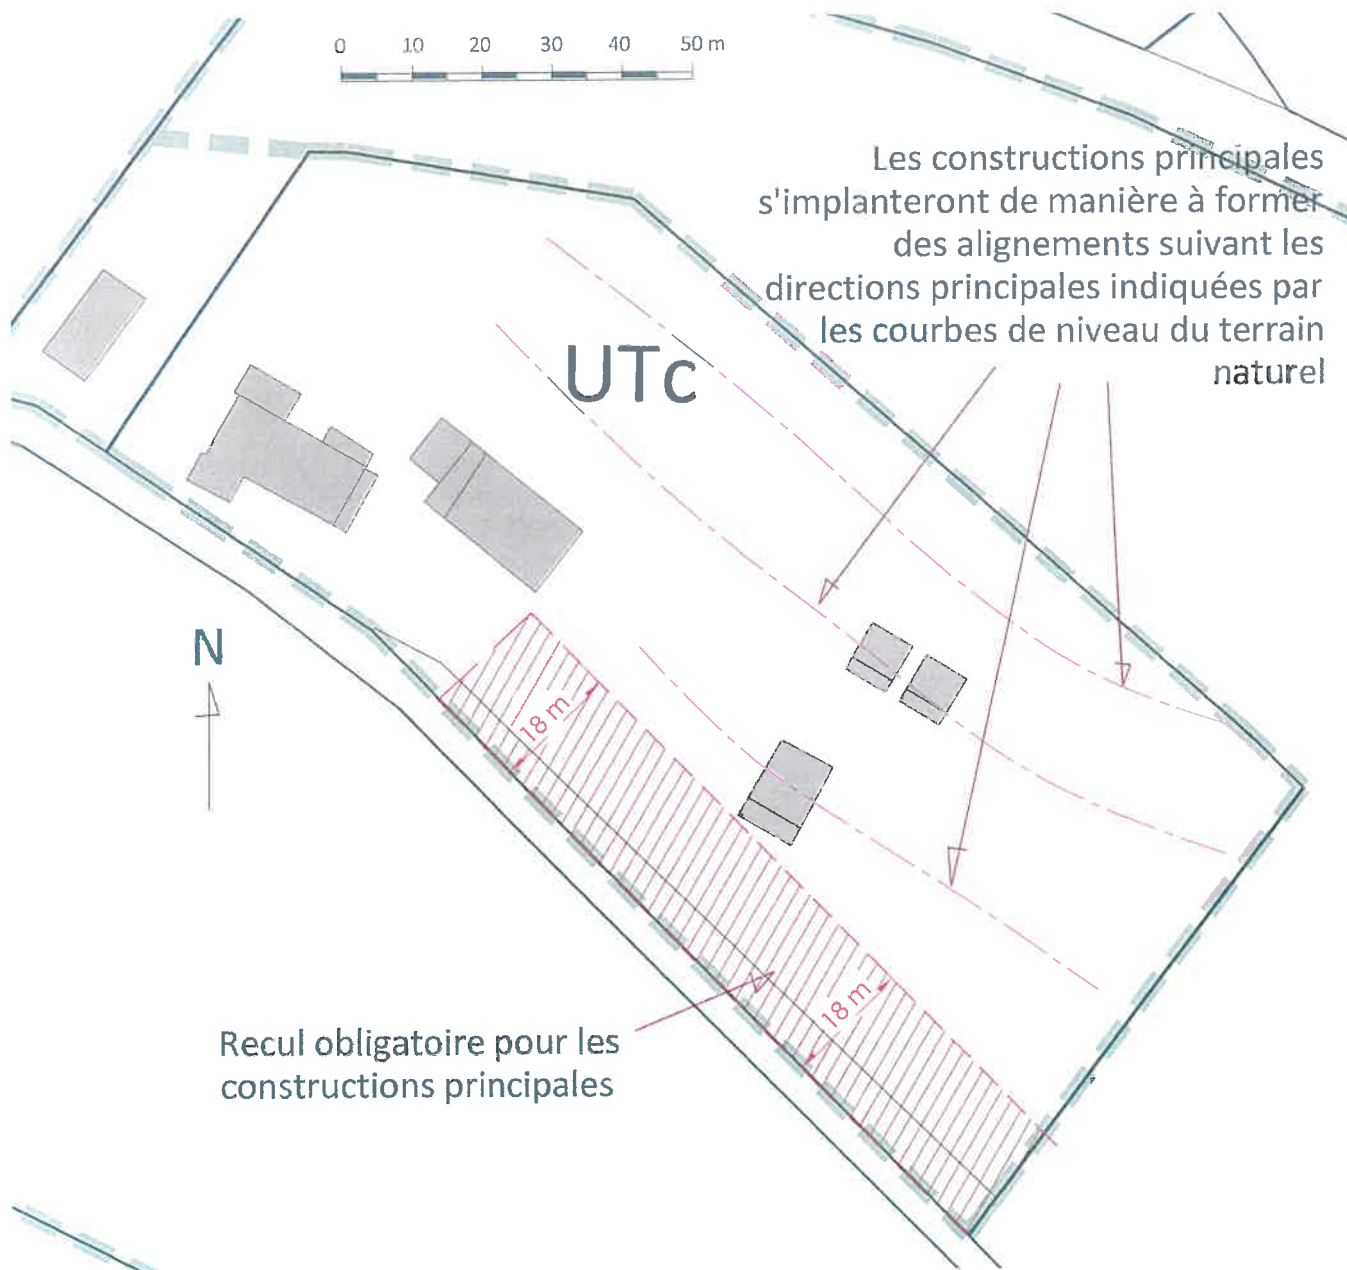 0 10 20 30 40 50 m
Les constructions principales
s'implanteront de manière à former
des alignements suivant les
directions principales indiquées par
les courbes de niveau du terrain
naturel
UTc
N
18 m
18 m
Recul obligatoire pour les
constructions principales